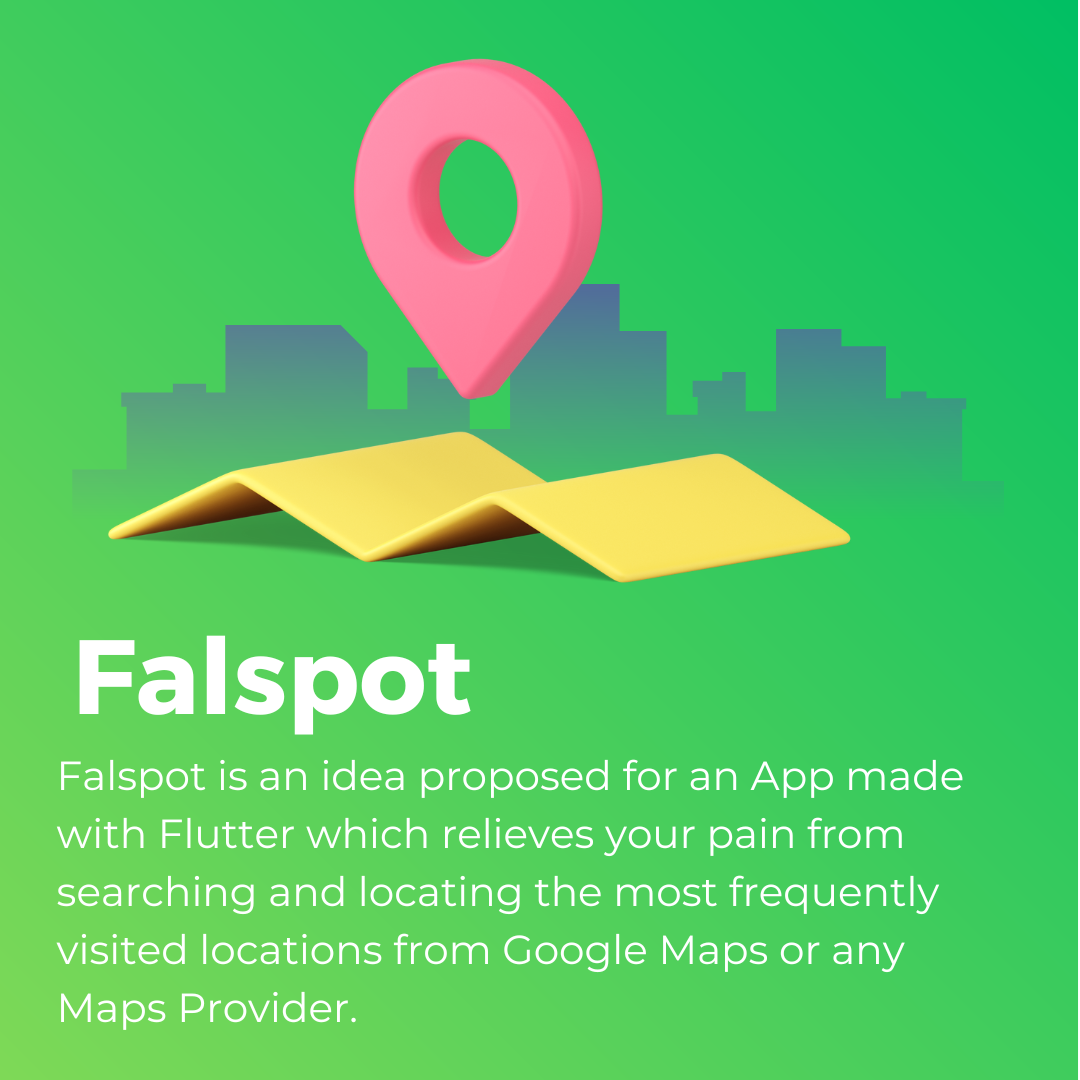 Falspot
Falspot is an idea proposed for an App made
with Flutter which relieves your pain from
searching and locating the most frequently
visited locations from Google Maps or any
Maps Provider.